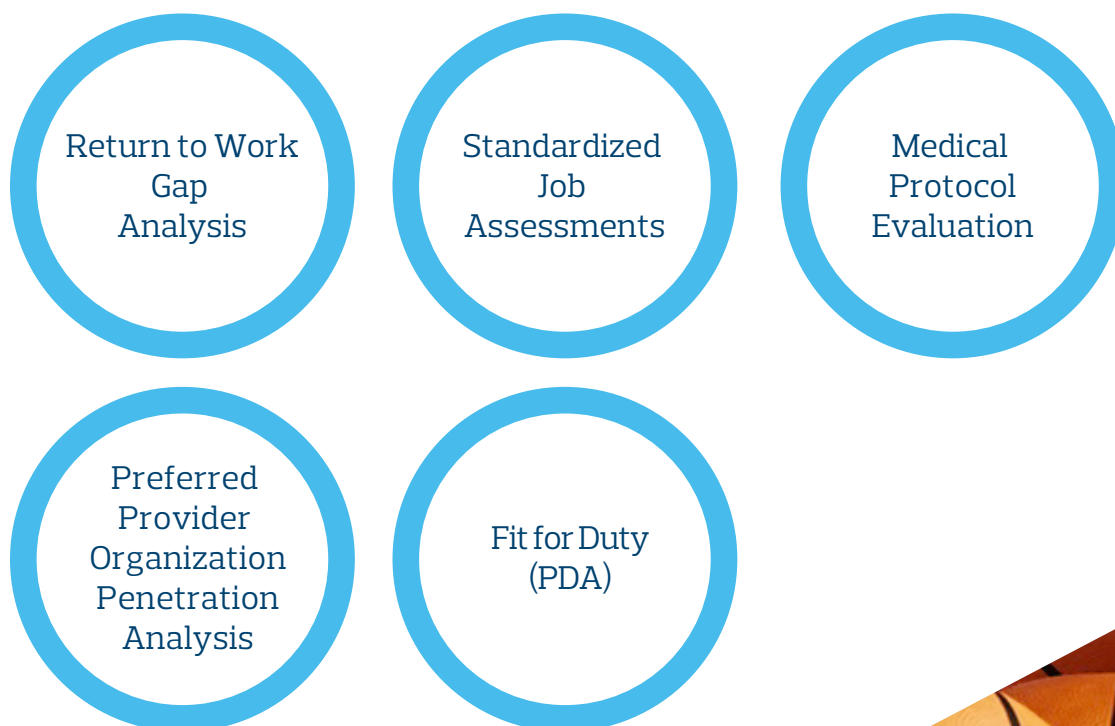 Return to Work
Gap
Analysis
Standardized
Job
Assessments
Medical
Protocol
Evaluation
Preferred
Provider
Organization
Penetration
Analysis
Fit for Duty
(PDA)